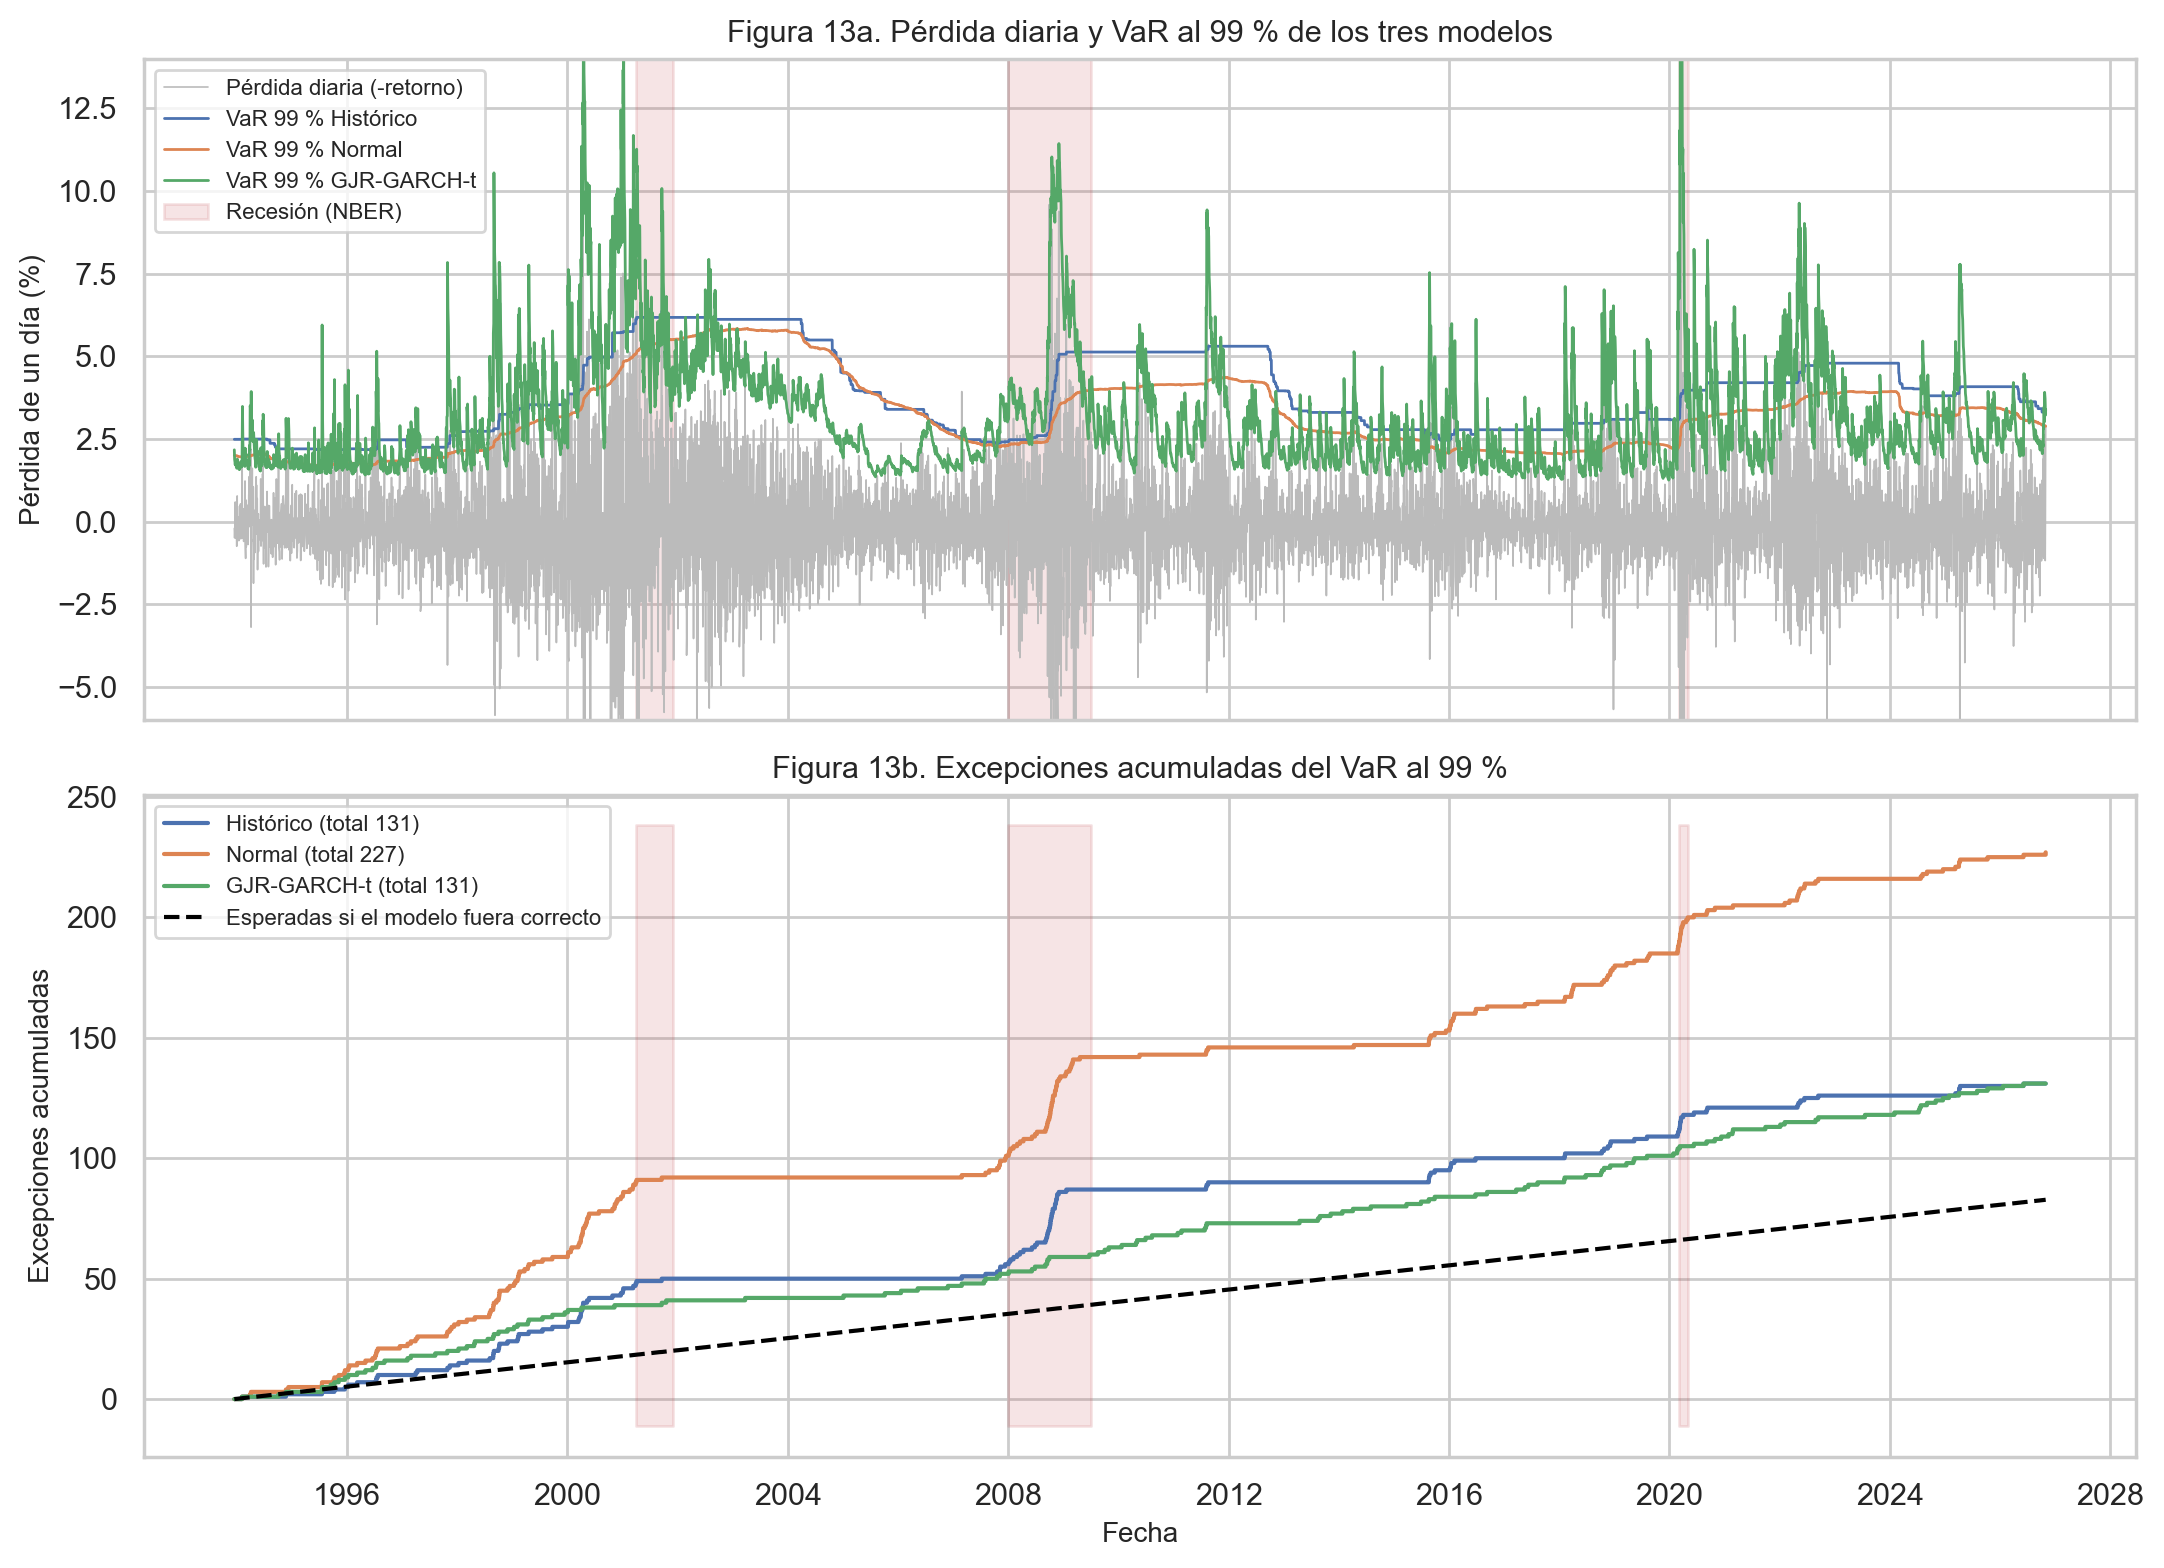 Figura 13a. Pérdida diaria y VaR al 99 % de los tres modelos
Pérdida diaria (-retorno)
VaR 99 % Histórico
VaR 99 % Normal
VaR 99 % GJR-GARCH-t
Recesión (NBER)
Pérdida de un día (%)
12.5
10.0
7.5
5.0
2.5
0.0
−2.5
−5.0
Figura 13b. Excepciones acumuladas del VaR al 99 %
Histórico (total 131)
Normal (total 227)
GJR-GARCH-t (total 131)
Esperadas si el modelo fuera correcto
Excepciones acumuladas
250
200
150
100
50
0
1996 2000 2004 2008 2012 2016 2020 2024 2028
Fecha